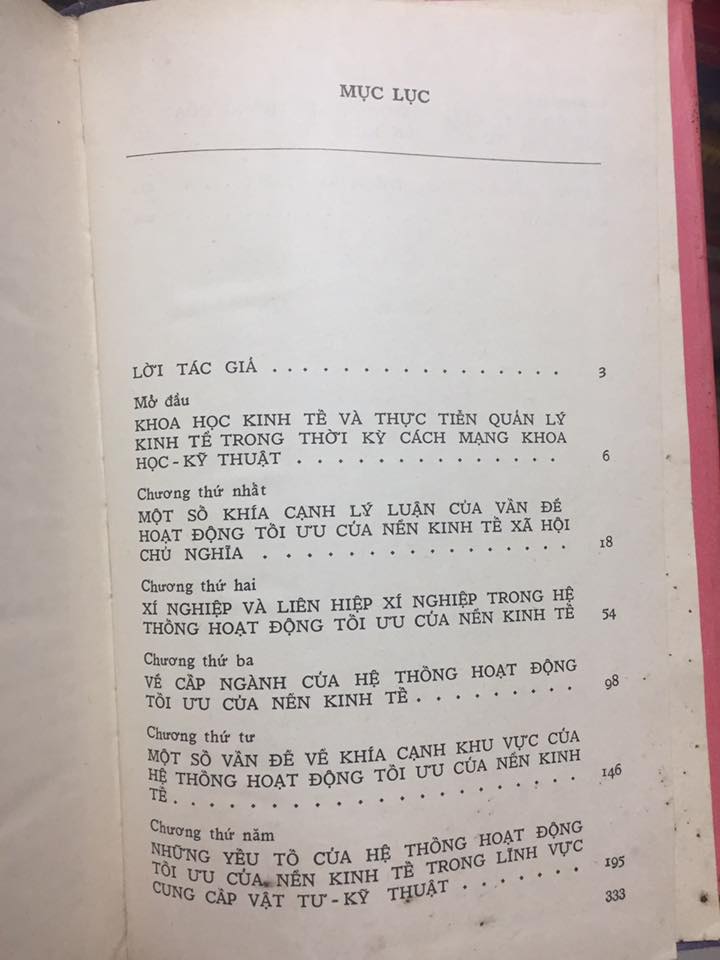 MỤC LỤC
LỜI TÁC GIẢ . . . . . . . . . . . . . . . . 3
Mở đầu
KHOA HỌC KINH TẾ VÀ THỰC TIỄN QUẢN LÝ
KINH TẾ TRONG THỜI KỲ CÁCH MẠNG KHOA
HỌC - KỸ THUẬT . . . . . . . . . . . . . . 6
Chương thứ nhất
MỘT SỐ KHÍA CẠNH LÝ LUẬN CỦA VẤN ĐỀ
HOẠT ĐỘNG TỐI ƯU CỦA NỀN KINH TẾ XÃ HỘI
CHỦ NGHĨA . . . . . . . . . . . . . . . . 18
Chương thứ hai
XÍ NGHIỆP VÀ LIÊN HIỆP XÍ NGHIỆP TRONG HỆ
THỐNG HOẠT ĐỘNG TỐI ƯU CỦA NỀN KINH TẾ 54
Chương thứ ba
VỀ CẤP NGÀNH CỦA HỆ THỐNG HOẠT ĐỘNG
TỐI ƯU CỦA NỀN KINH TẾ . . . . . . . . . 98
Chương thứ tư
MỘT SỐ VẤN ĐỀ VỀ KHÍA CẠNH KHU VỰC CỦA
HỆ THỐNG HOẠT ĐỘNG TỐI ƯU CỦA NỀN KINH
TẾ . . . . . . . . . . . . . . . . . . . . 146
Chương thứ năm
NHỮNG YẾU TỐ CỦA HỆ THỐNG HOẠT ĐỘNG
TỐI ƯU CỦA NỀN KINH TẾ TRONG LĨNH VỰC
CUNG CẤP VẬT TƯ - KỸ THUẬT . . . . . . . 195
333